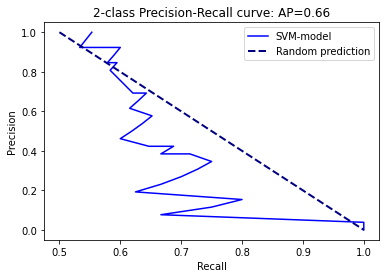 2-class Precision-Recall curve: AP=0.66
SVM-model
Random prediction
Precision
1.0
0.8
0.6
0.4
0.2
0.0
0.5 0.6 0.7 0.8 0.9 1.0
Recall